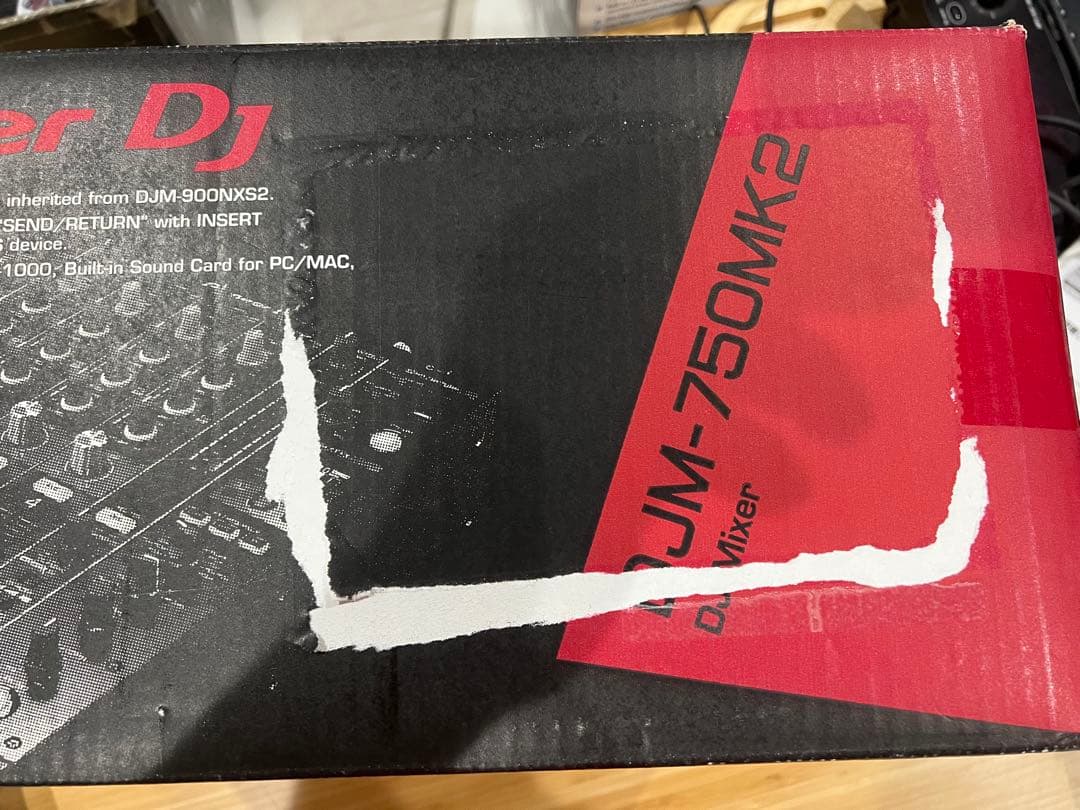 er DJ
inherited from DJM-900NXS2.
"SEND/RETURN" with INSERT
device.
-1000, Built-in Sound Card for PC/MAC,
DJM-750MK2
DJ Mixer